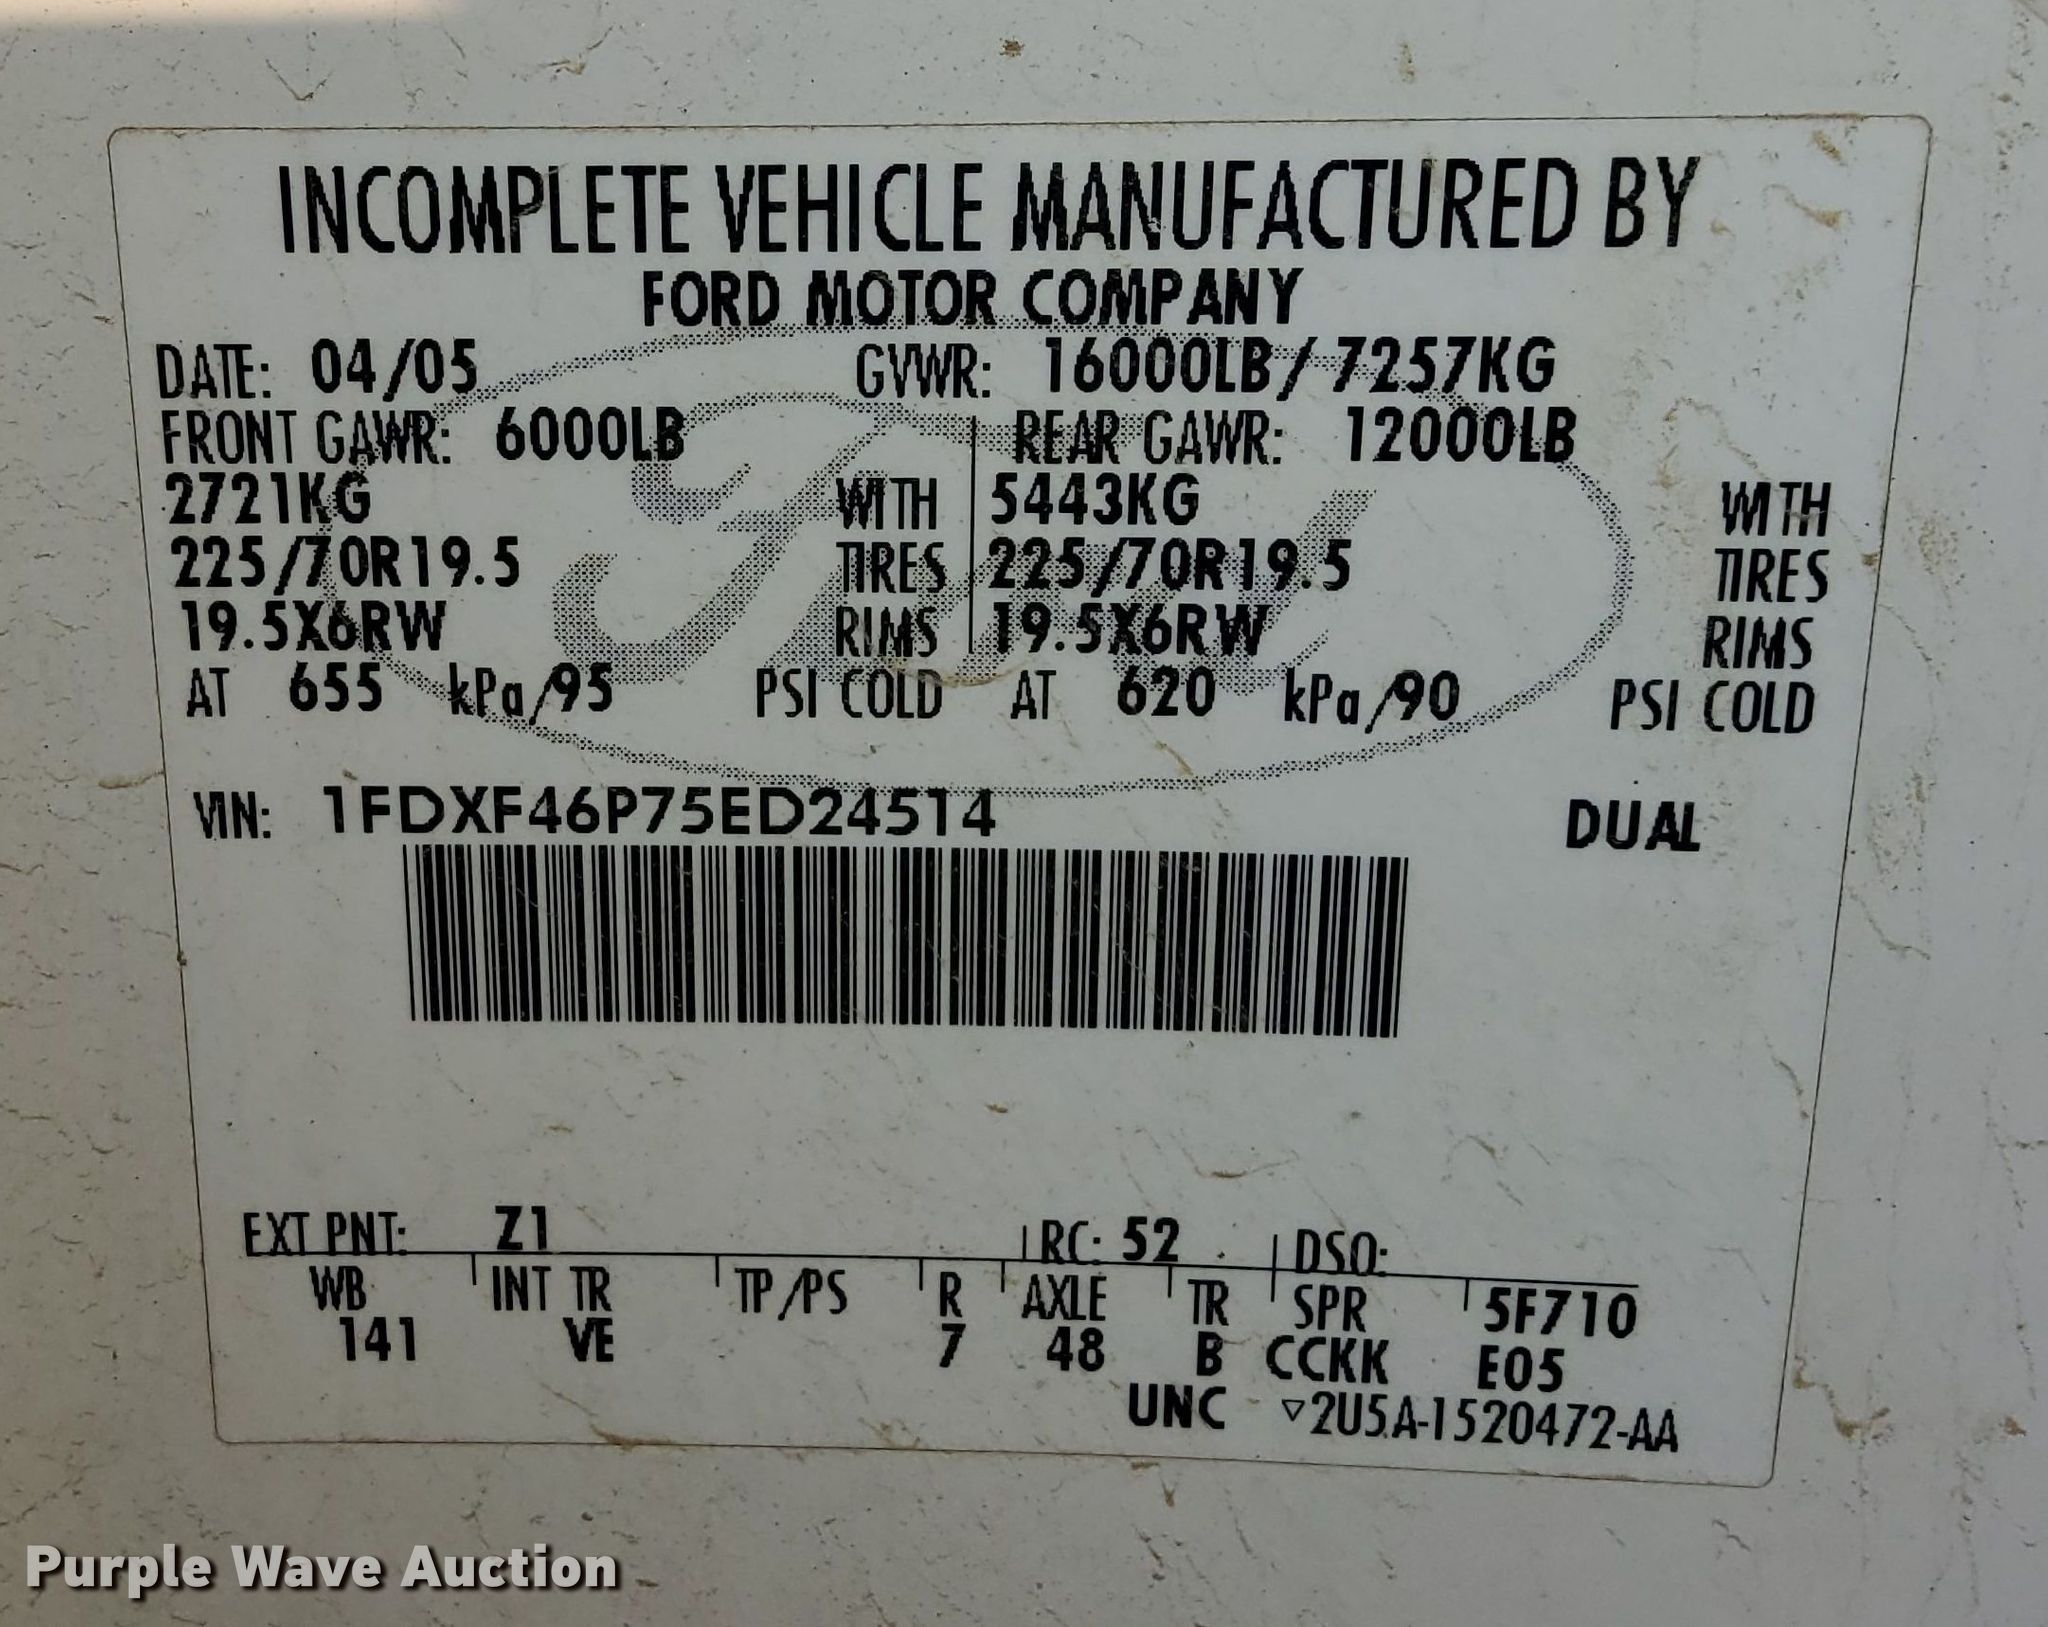 INCOMPLETE VEHICLE MANUFACTURED BY
FORD MOTOR COMPANY
DATE: 04/05 GVWR: 16000LB/7257KG
FRONT GAWR: 6000LB REAR GAWR: 12000LB
2721KG WITH 5443KG WITH
225/70R19.5 TIRES 225/70R19.5 TIRES
19.5X6RW RIMS 19.5X6RW RIMS
AT 655 kPa/95 PSI COLD AT 620 kPa/90 PSI COLD
VIN: 1FDXF46P75ED24514 DUAL
EXT PNT: Z1 RC: 52 DSO:
WB INT TR TP/PS R AXLE TR SPR 5F710
141 VE 7 48 B CCKK E05
UNC ▽2U5A-1520472-AA
Purple Wave Auction